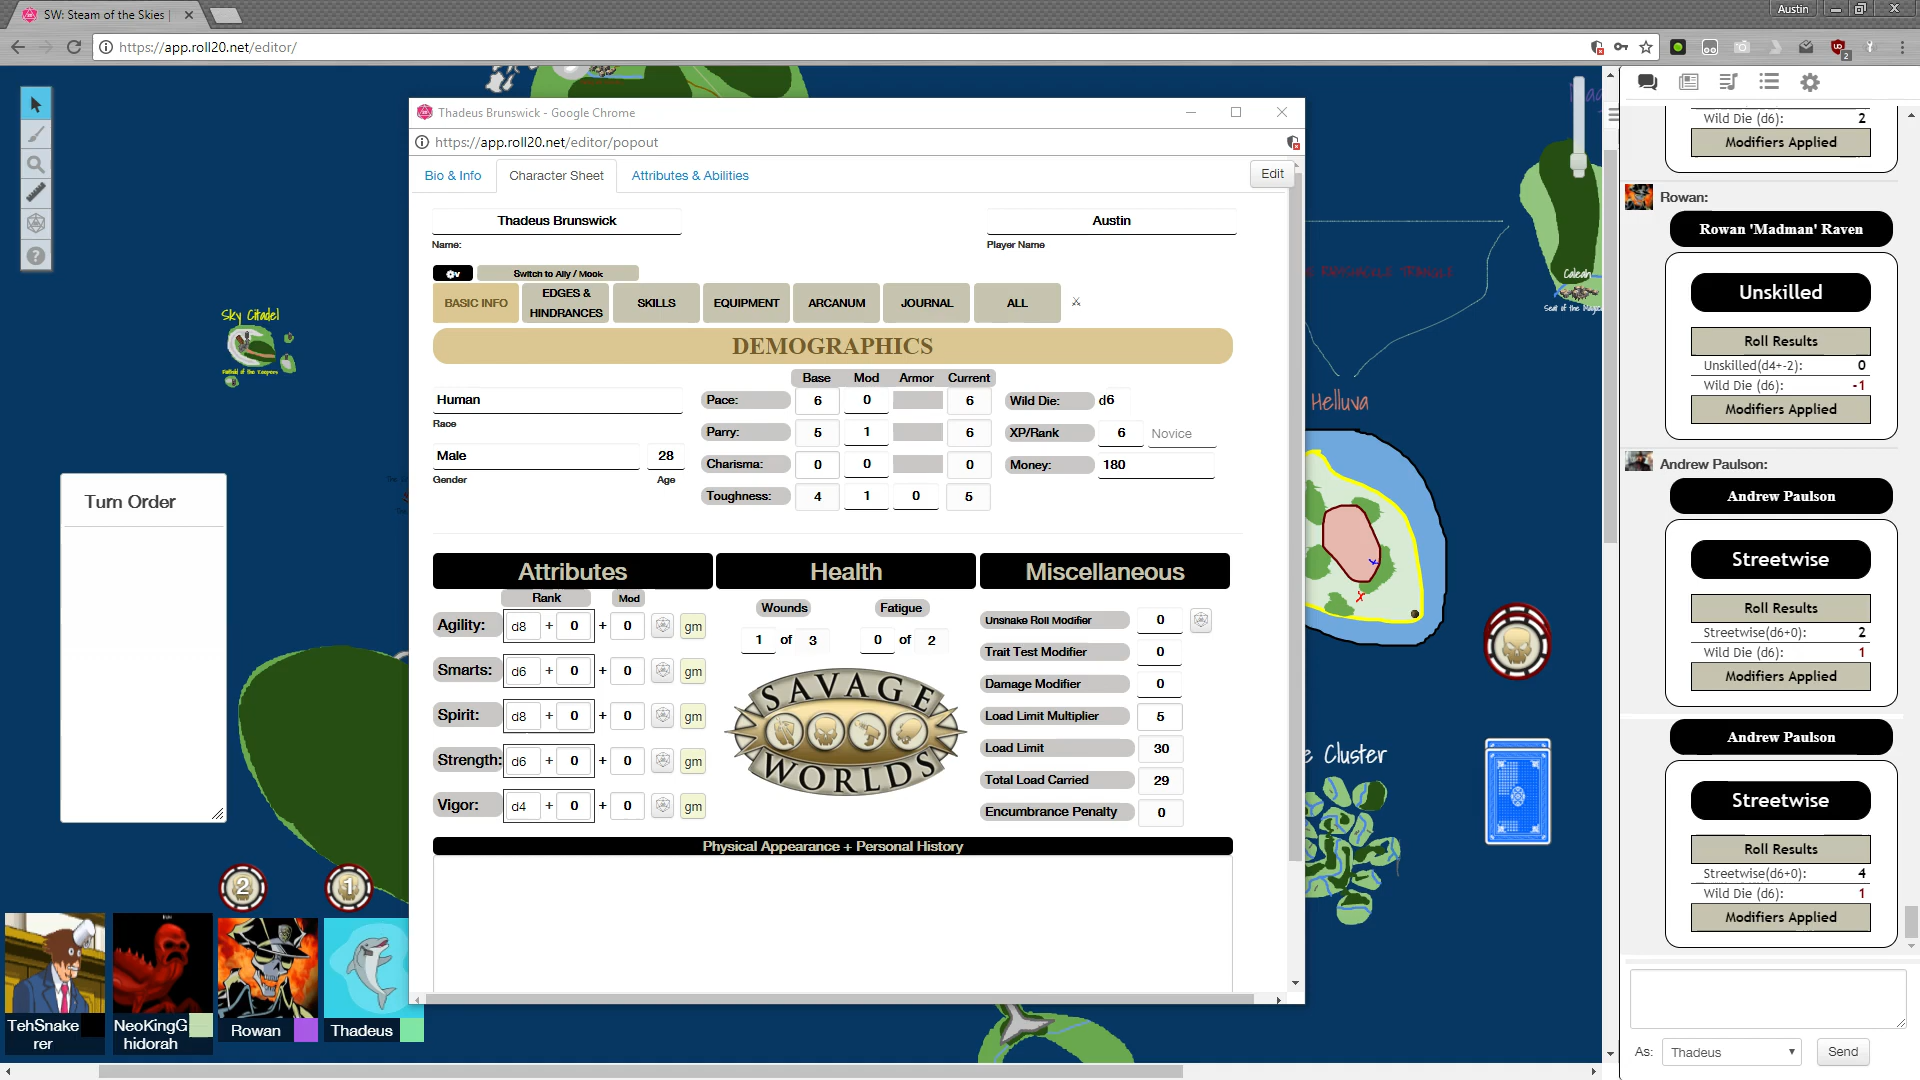 SW: Steam of the Skies |
Austin
https://app.roll20.net/editor/
Thadeus Brunswick - Google Chrome
https://app.roll20.net/editor/popout
Bio & Info
Character Sheet
Attributes & Abilities
Edit
Thadeus Brunswick
Austin
Name:
Player Name
Switch to Ally / Mook
BASIC INFO
EDGES &
HINDRANCES
SKILLS
EQUIPMENT
ARCANUM
JOURNAL
ALL
DEMOGRAPHICS
Base Mod Armor Current
Human
Race
Male 28
Gender Age
Pace: 6 0 6
Parry: 5 1 6
Charisma: 0 0 0
Toughness: 4 1 0 5
Wild Die: d6
XP/Rank 6 Novice
Money: 180
Attributes
Rank Mod
Agility: d8 + 0 + 0 gm
Smarts: d6 + 0 + 0 gm
Spirit: d8 + 0 + 0 gm
Strength: d6 + 0 + 0 gm
Vigor: d4 + 0 + 0 gm
Health
Wounds Fatigue
1 of 3 0 of 2
SAVAGE
WORLDS
Miscellaneous
Unshake Roll Modifier 0
Trait Test Modifier 0
Damage Modifier 0
Load Limit Multiplier 5
Load Limit 30
Total Load Carried 29
Encumbrance Penalty 0
Physical Appearance + Personal History
Sky Citadel
Turn Order
Helluva
Caleah
Cluster
2
1
TehSnake
rer
NeoKingG
hidorah
Rowan
Thadeus
Wild Die (d6): 2
Modifiers Applied
Rowan:
Rowan 'Madman' Raven
Unskilled
Roll Results
Unskilled(d4+-2): 0
Wild Die (d6): -1
Modifiers Applied
Andrew Paulson:
Andrew Paulson
Streetwise
Roll Results
Streetwise(d6+0): 2
Wild Die (d6): 1
Modifiers Applied
Andrew Paulson
Streetwise
Roll Results
Streetwise(d6+0): 4
Wild Die (d6): 1
Modifiers Applied
As: Thadeus
Send